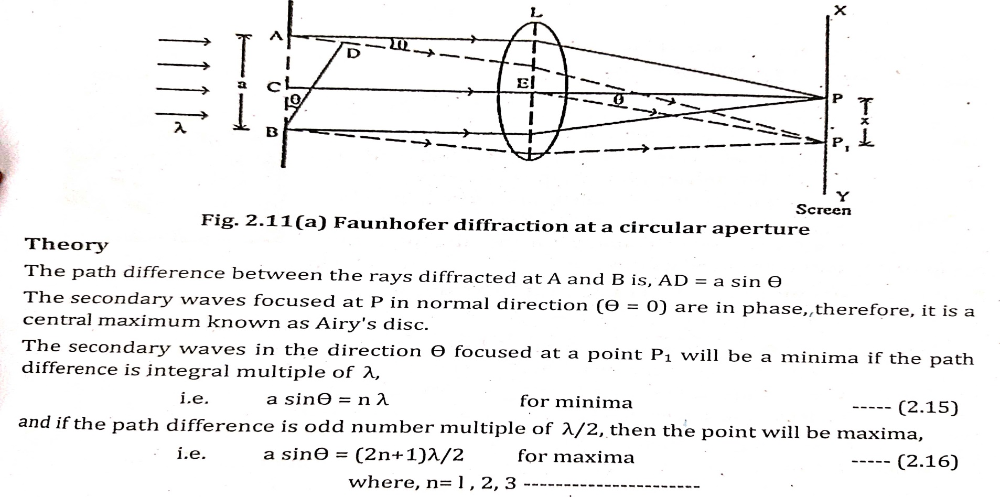 L
X
A
D
θ
a
C
E
θ
θ
P
x
λ
B
P₁
Y
Screen
Fig. 2.11(a) Faunhofer diffraction at a circular aperture
Theory
The path difference between the rays diffracted at A and B is, AD = a sin Θ
The secondary waves focused at P in normal direction (Θ = 0) are in phase,,therefore, it is a
central maximum known as Airy's disc.
The secondary waves in the direction Θ focused at a point P₁ will be a minima if the path
difference is integral multiple of λ,
i.e. a sinΘ = n λ for minima ----- (2.15)
and if the path difference is odd number multiple of λ/2, then the point will be maxima,
i.e. a sinΘ = (2n+1)λ/2 for maxima ----- (2.16)
where, n= 1 , 2, 3 ----------------------